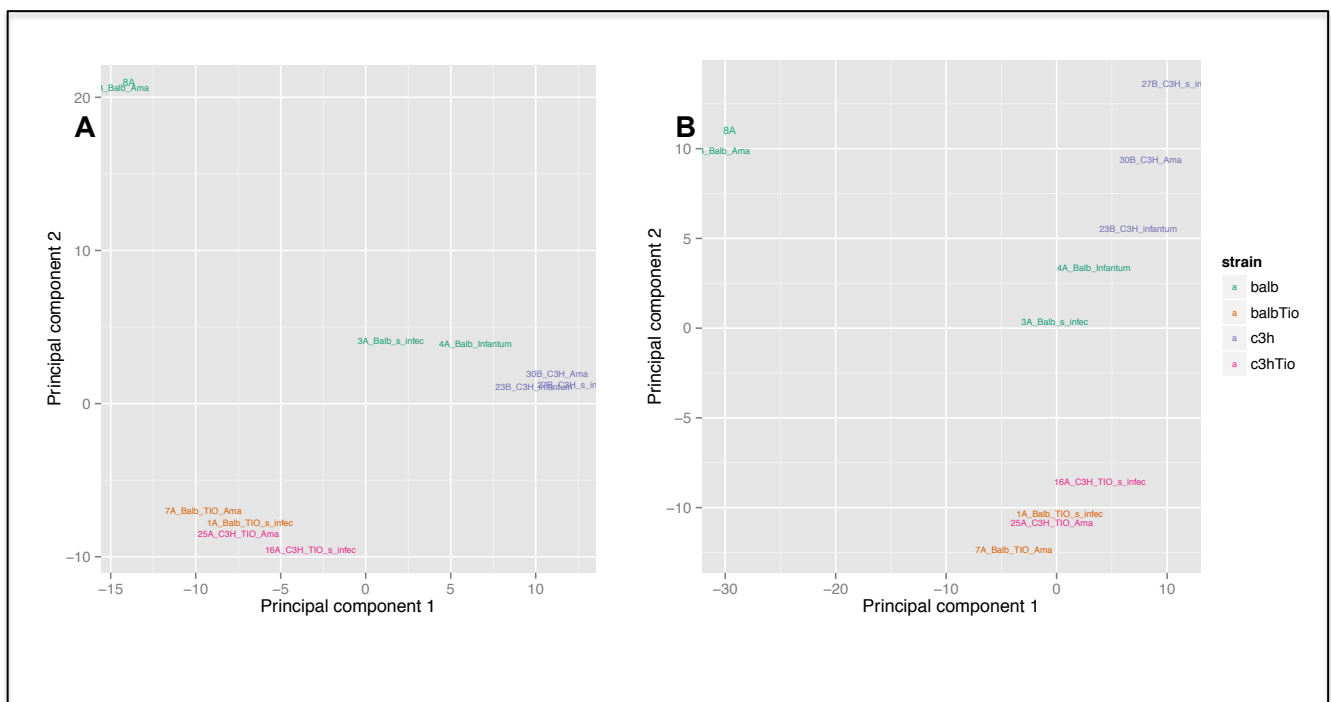 A
8A
_Balb_Ama
3A_Balb_s_infec
4A_Balb_Infantum
30B_C3H_Ama
27B_C3H_s_in
23B_C3H_infantum
7A_Balb_TIO_Ama
1A_Balb_TIO_s_infec
25A_C3H_TIO_Ama
16A_C3H_TIO_s_infec
20
10
0
−10
−15
−10
−5
0
5
10
Principal component 1
Principal component 2
B
27B_C3H_s_in
8A
_Balb_Ama
30B_C3H_Ama
23B_C3H_infantum
4A_Balb_Infantum
3A_Balb_s_infec
16A_C3H_TIO_s_infec
1A_Balb_TIO_s_infec
25A_C3H_TIO_Ama
7A_Balb_TIO_Ama
10
5
0
−5
−10
−30
−20
−10
0
10
Principal component 1
Principal component 2
strain
a balb
a balbTio
a c3h
a c3hTio